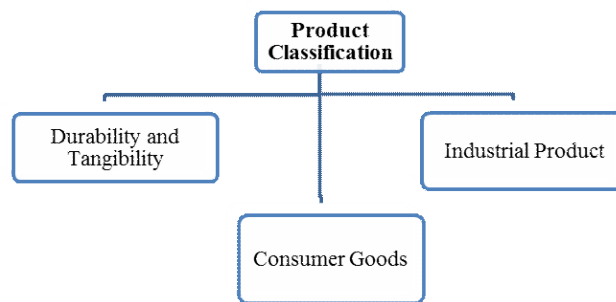 Product
Classification
Durability and
Tangibility
Industrial Product
Consumer Goods